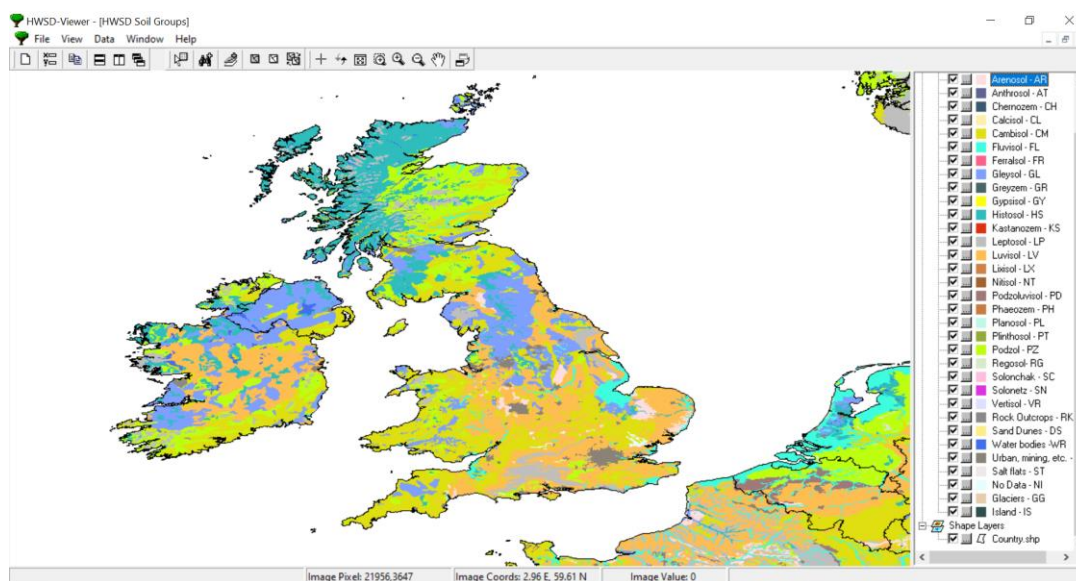 HWSD-Viewer - [HWSD Soil Groups]
File View Data Window Help
Arenosol - AR
Anthrosol - AT
Chernozem - CH
Calcisol - CL
Cambisol - CM
Fluvisol - FL
Ferralsol - FR
Gleysol - GL
Greyzem - GR
Gypsisol - GY
Histosol - HS
Kastanozem - KS
Leptosol - LP
Luvisol - LV
Lixisol - LX
Nitisol - NT
Podzoluvisol - PD
Phaeozem - PH
Planosol - PL
Plinthosol - PT
Podzol - PZ
Regosol- RG
Solonchak - SC
Solonetz - SN
Vertisol - VR
Rock Outcrops - RK
Sand Dunes - DS
Water bodies -WR
Urban, mining, etc. -
Salt flats - ST
No Data - NI
Glaciers - GG
Island - IS
Shape Layers
Country.shp
Image Pixel: 21956,3647 Image Coords: 2.96 E, 59.61 N Image Value: 0